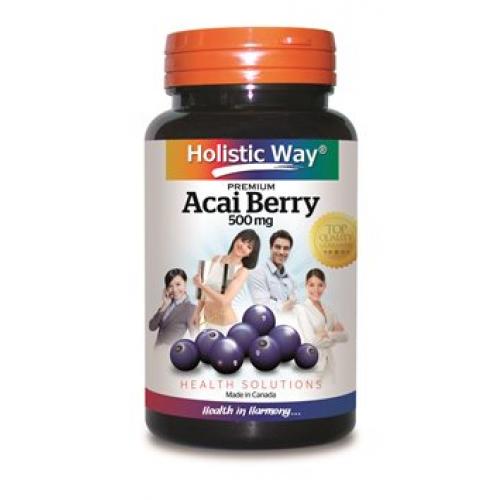 Holistic Way®
PREMIUM
Acai Berry
500 mg
TOP
QUALITY
HEALTH SOLUTIONS
Made in Canada
Health in Harmony...